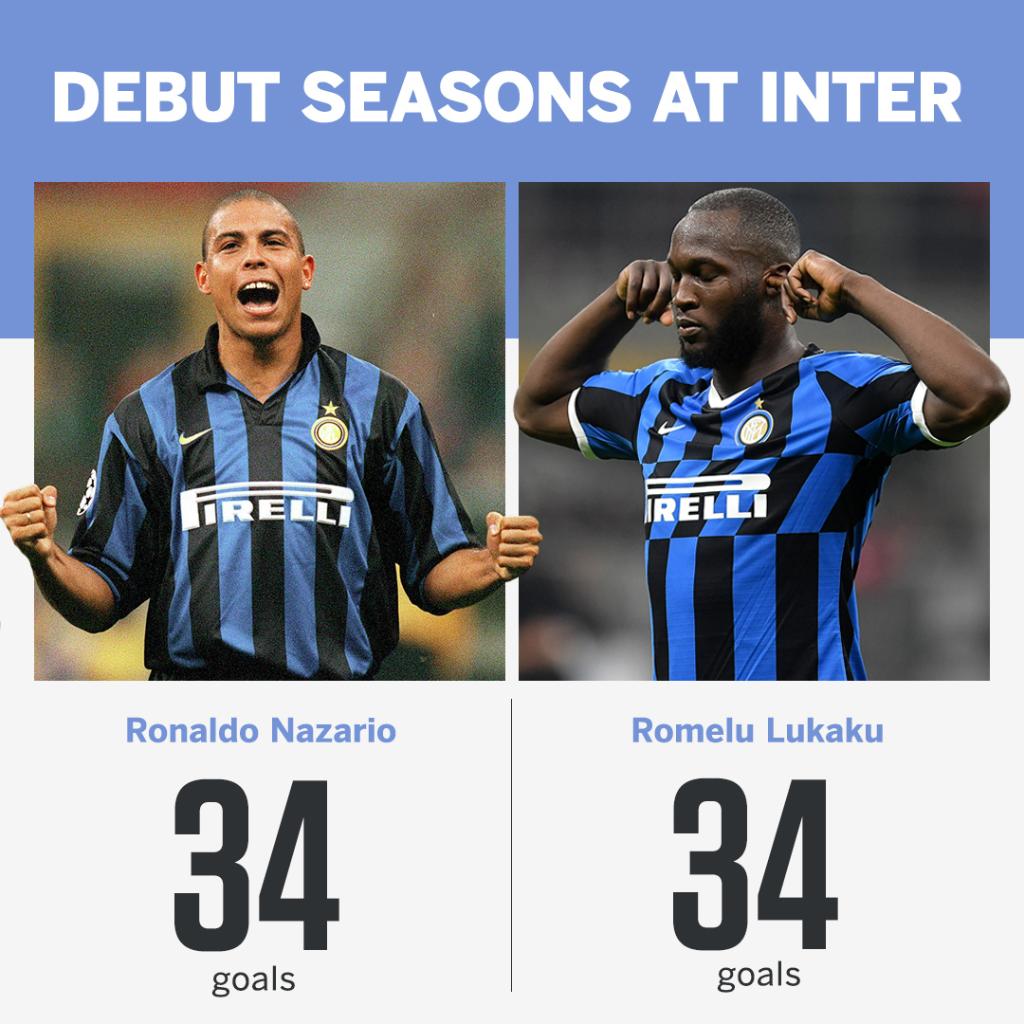 DEBUT SEASONS AT INTER
PIRELLI
PIRELLI
Ronaldo Nazario
Romelu Lukaku
34
34
goals
goals